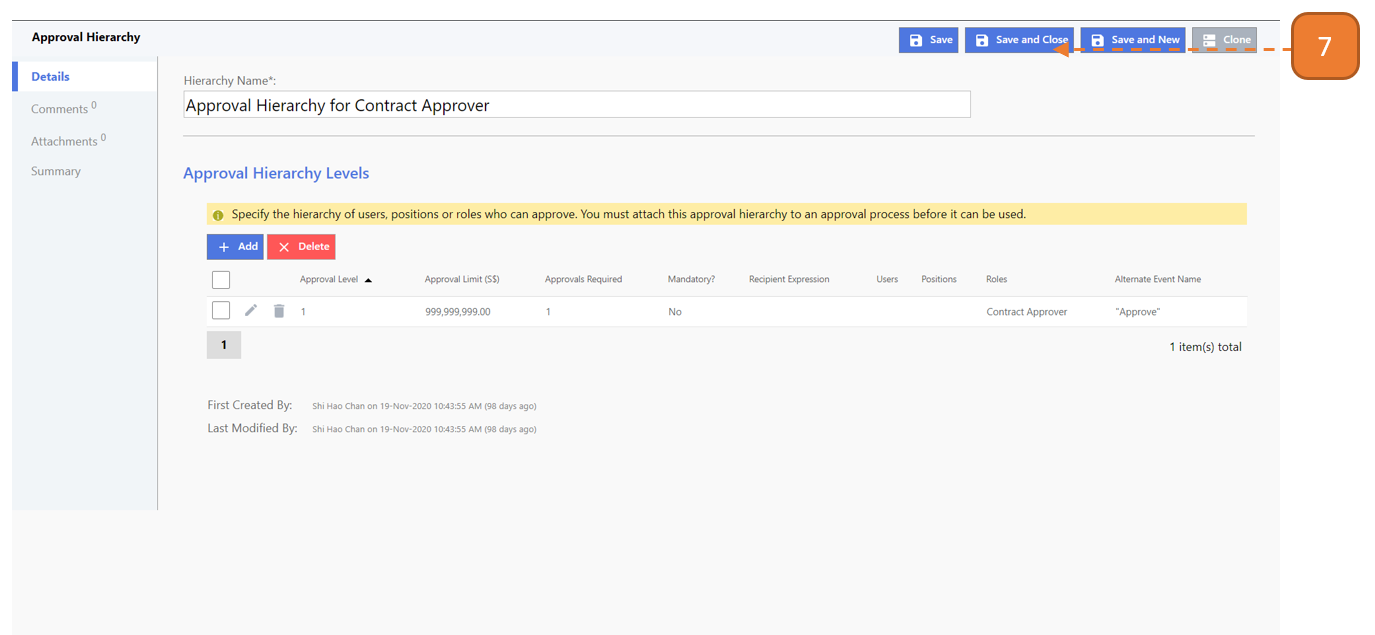 Approval Hierarchy
Save Save and Close Save and New Clone
7
Details
Comments 0
Attachments 0
Summary
Hierarchy Name*:
Approval Hierarchy for Contract Approver
Approval Hierarchy Levels
Specify the hierarchy of users, positions or roles who can approve. You must attach this approval hierarchy to an approval process before it can be used.
Add Delete
Approval Level Approval Limit (S$) Approvals Required Mandatory? Recipient Expression Users Positions Roles Alternate Event Name
1 999,999,999.00 1 No Contract Approver "Approve"
1
1 item(s) total
First Created By: Shi Hao Chan on 19-Nov-2020 10:43:55 AM (98 days ago)
Last Modified By: Shi Hao Chan on 19-Nov-2020 10:43:55 AM (98 days ago)